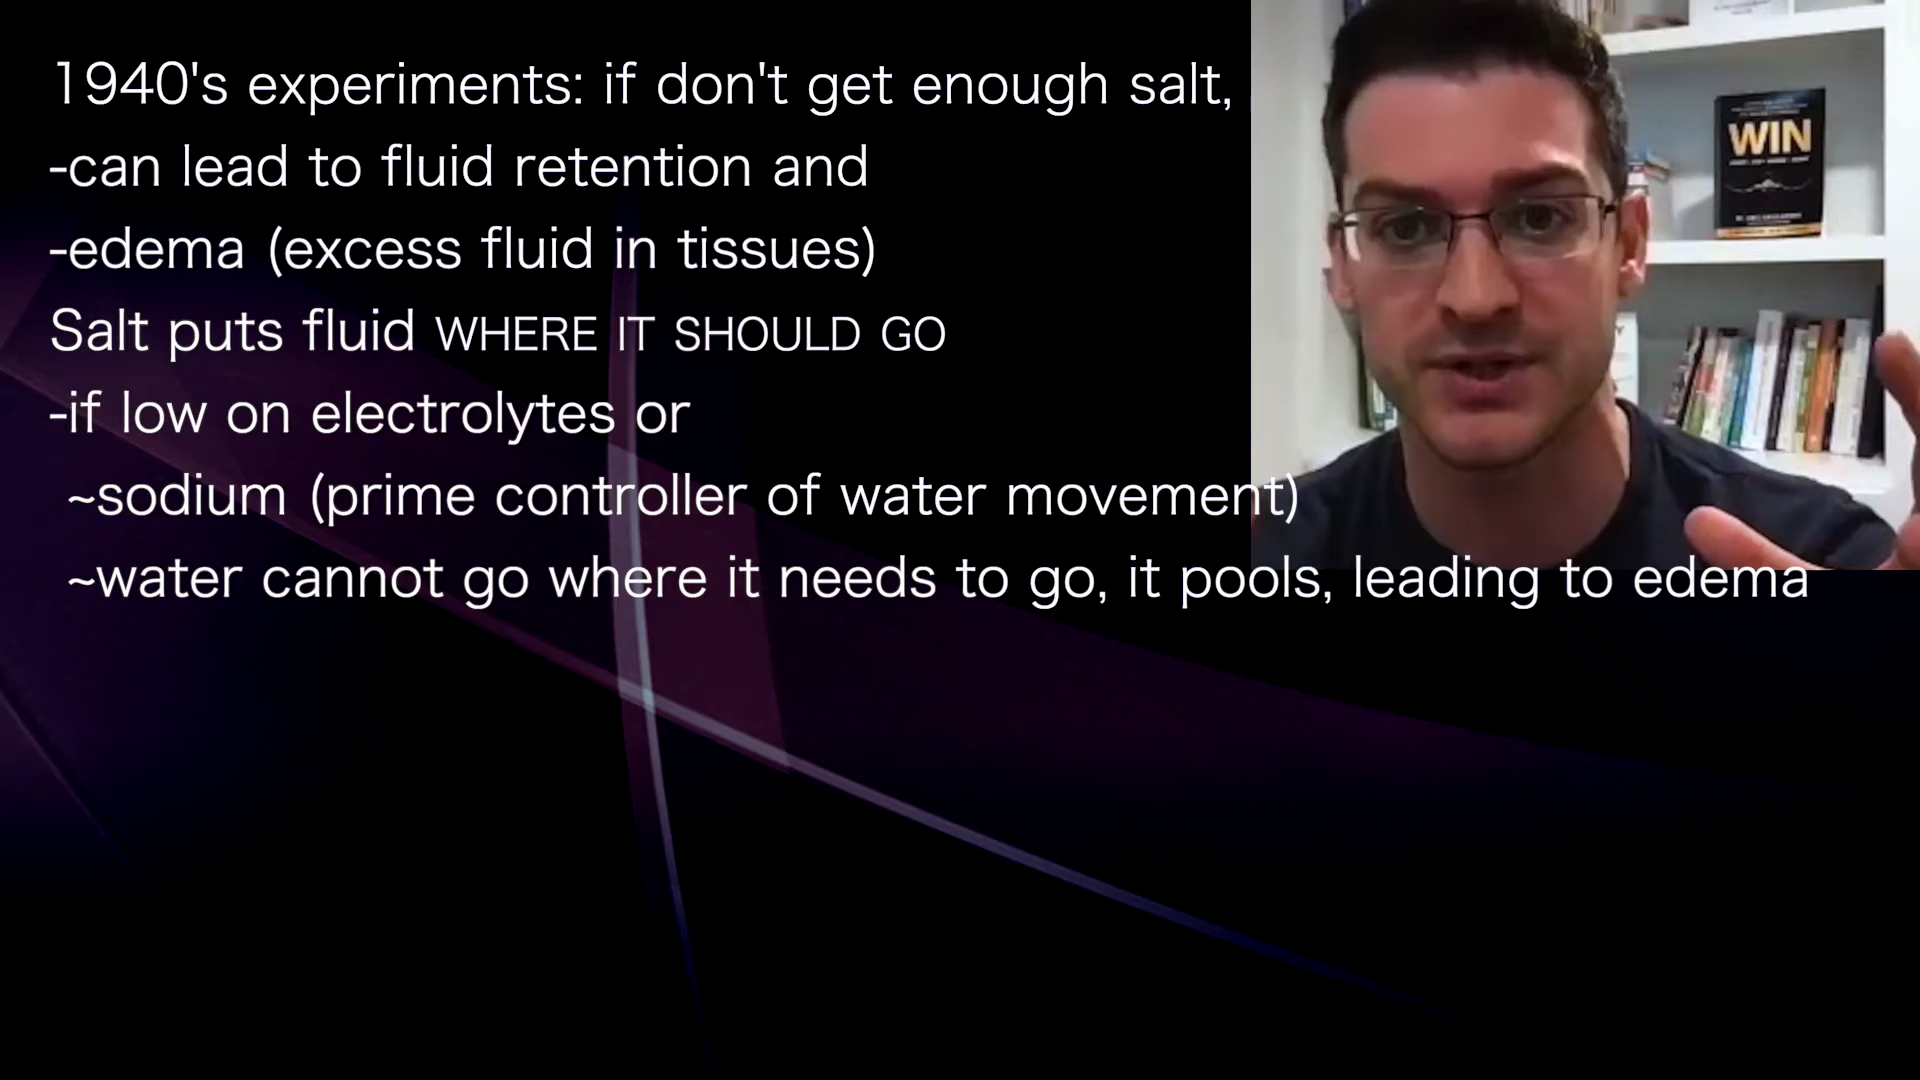 1940's experiments: if don't get enough salt,
-can lead to fluid retention and
-edema (excess fluid in tissues)
Salt puts fluid WHERE IT SHOULD GO
-if low on electrolytes or
~sodium (prime controller of water movement)
~water cannot go where it needs to go, it pools, leading to edema
WIN